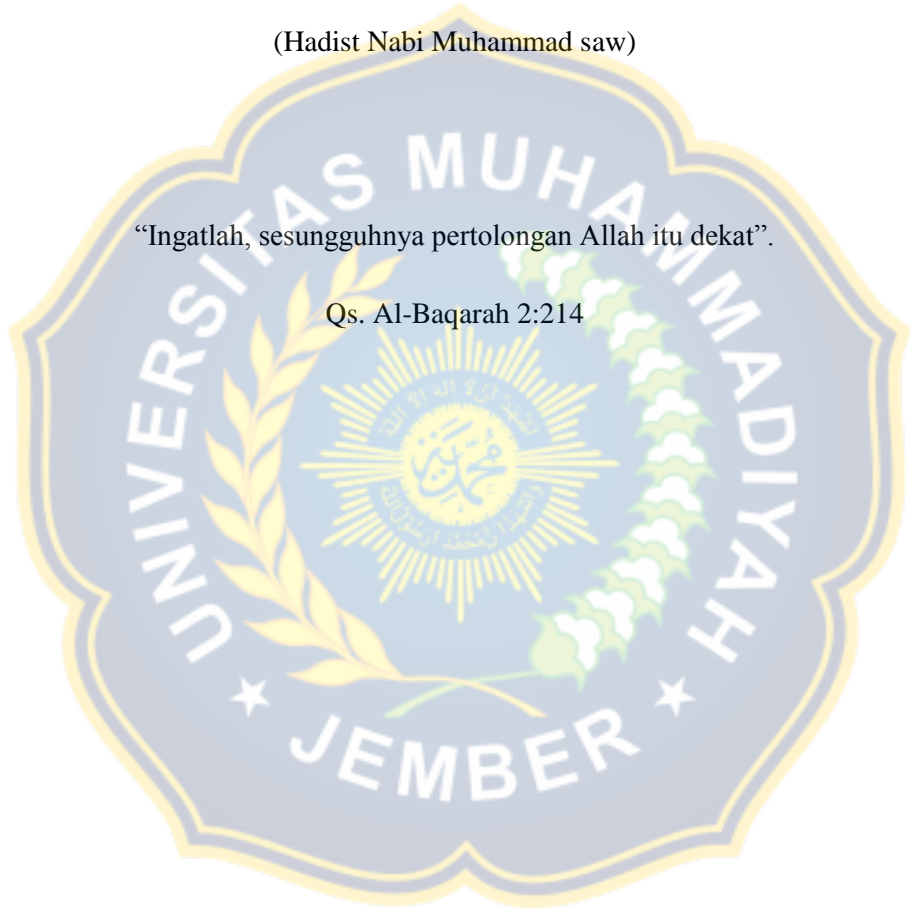 (Hadist Nabi Muhammad saw)
“Ingatlah, sesungguhnya pertolongan Allah itu dekat”.
Qs. Al-Baqarah 2:214
UNIVERSITAS MUHAMMADIYAH
JEMBER